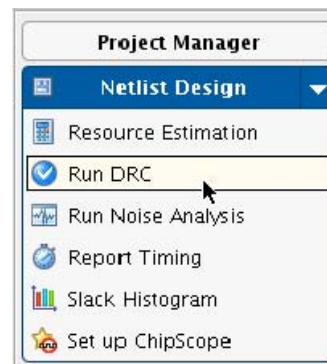 Project Manager
Netlist Design
Resource Estimation
Run DRC
Run Noise Analysis
Report Timing
Slack Histogram
Set up ChipScope